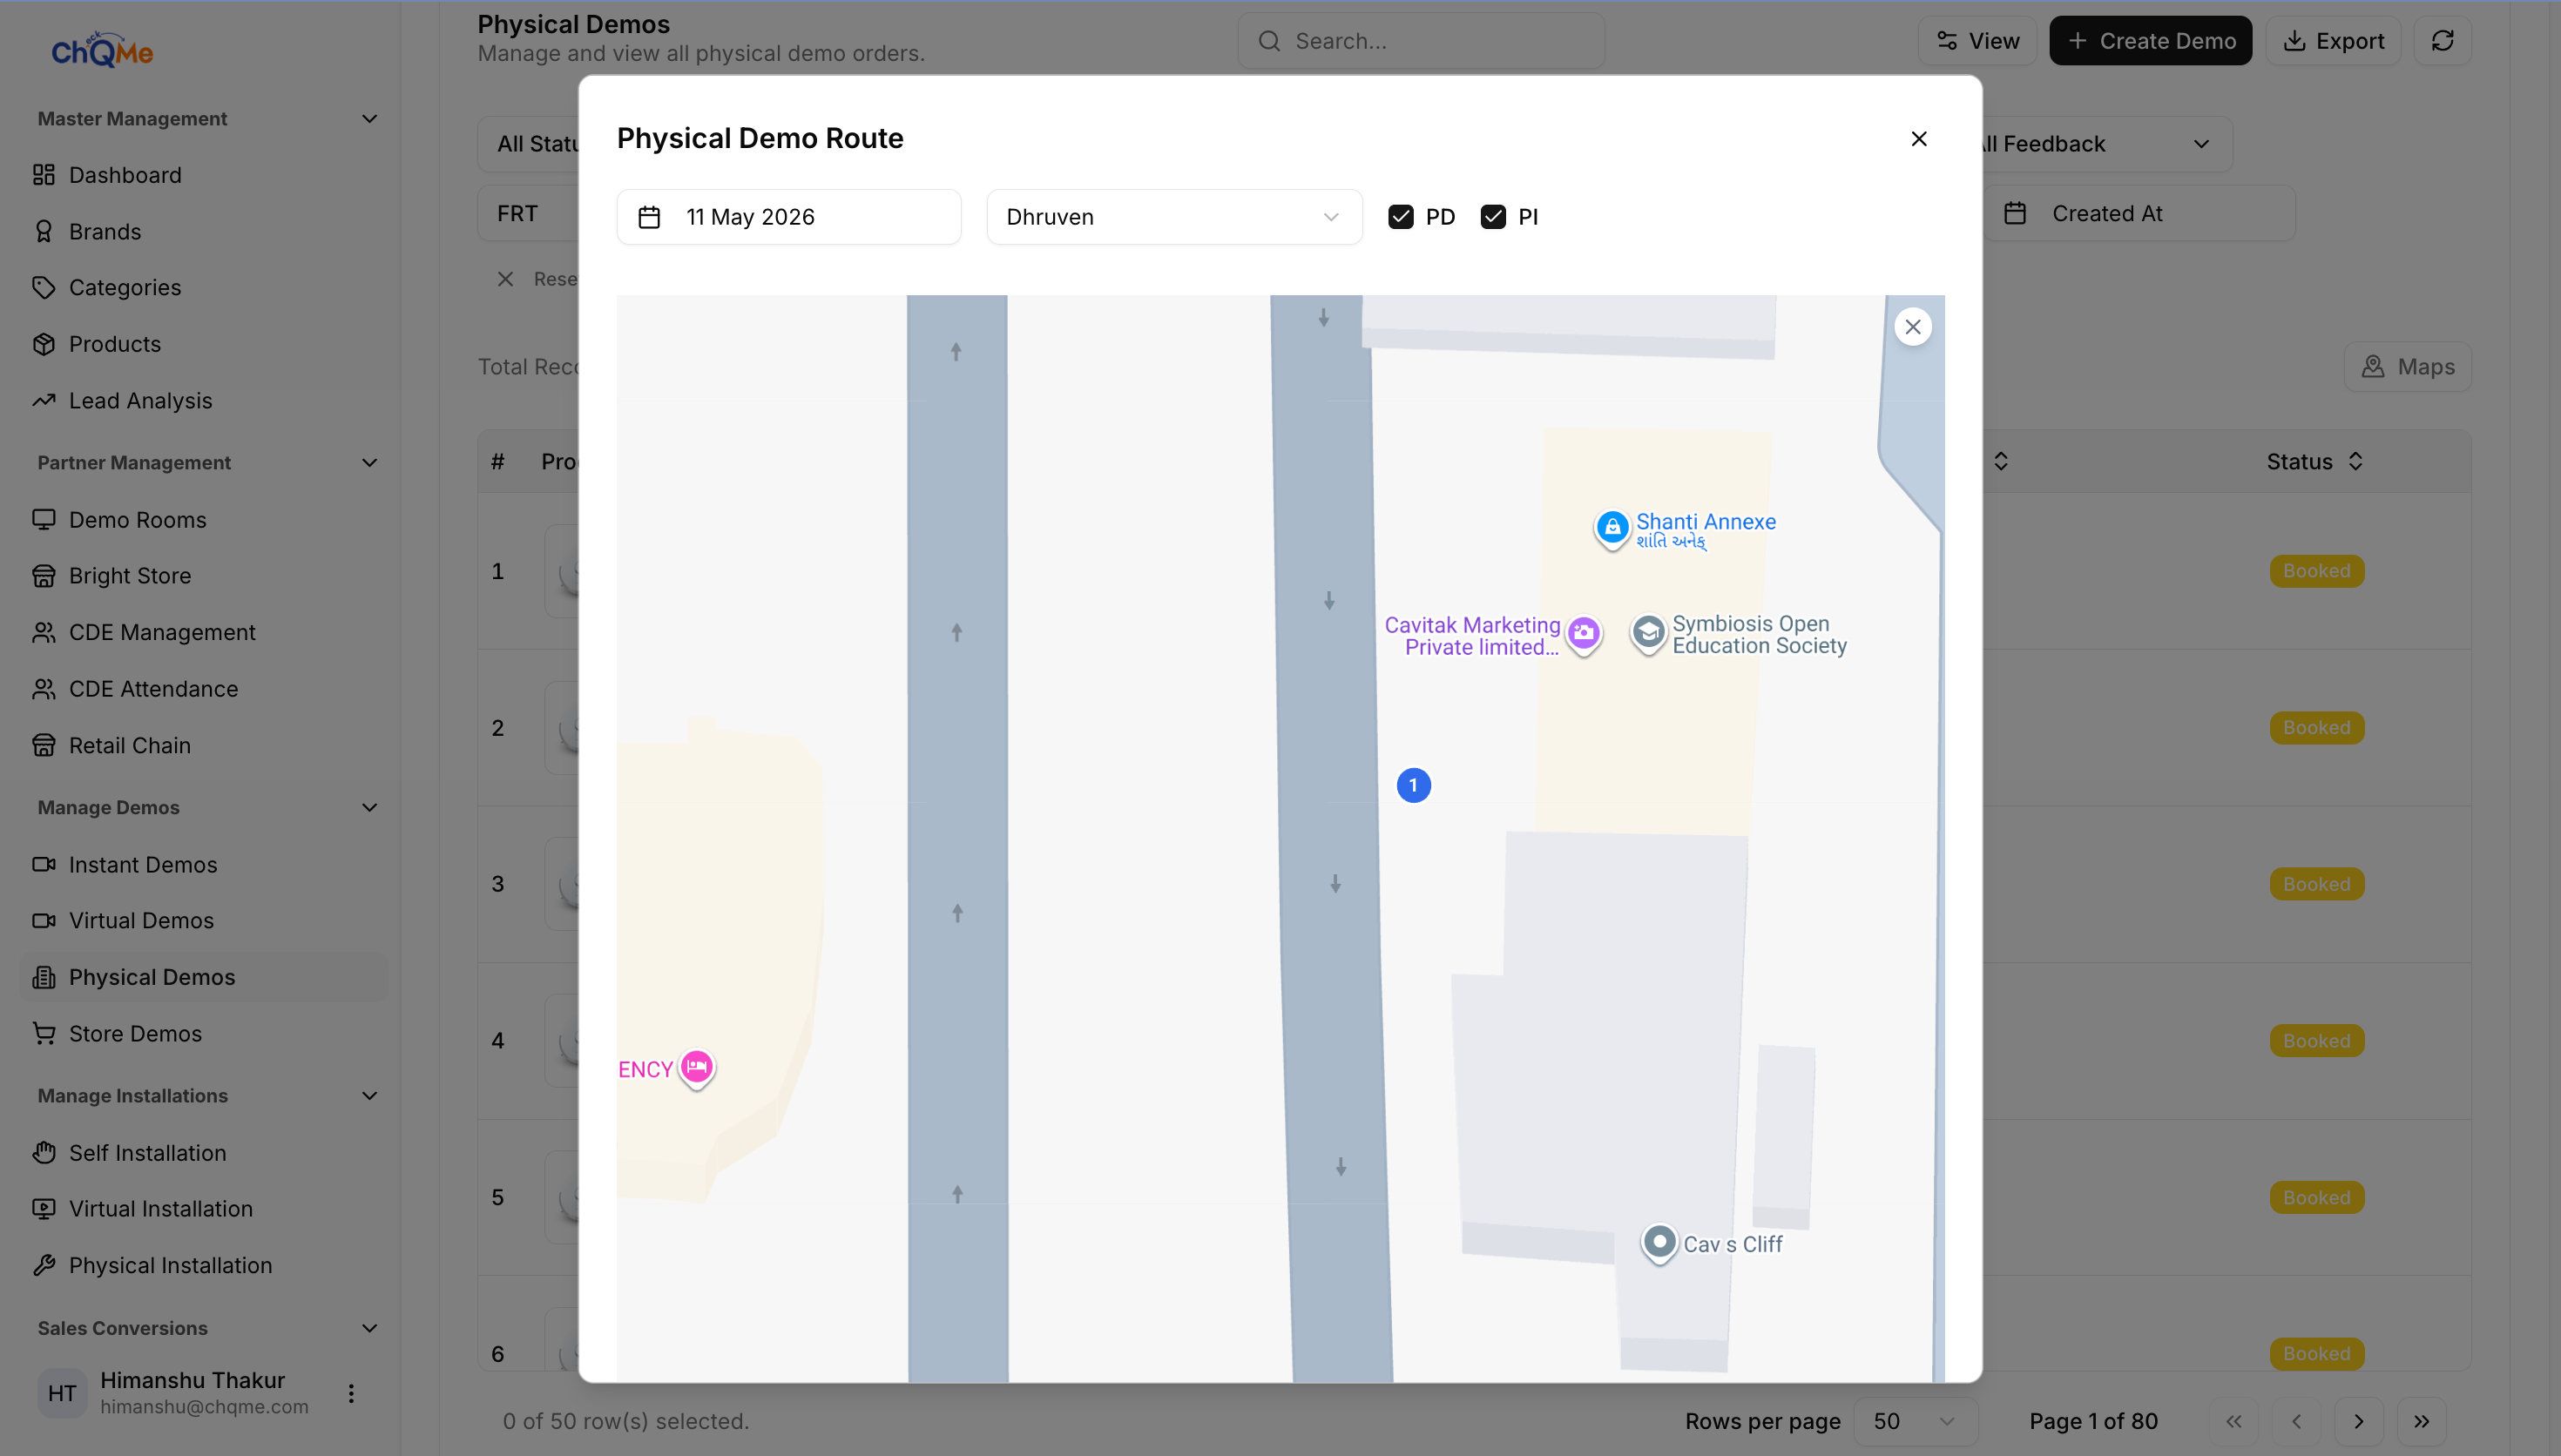 ChQMe
eck
Master Management
Dashboard
Brands
Categories
Products
Lead Analysis
Partner Management
Demo Rooms
Bright Store
CDE Management
CDE Attendance
Retail Chain
Manage Demos
Instant Demos
Virtual Demos
Physical Demos
Store Demos
Manage Installations
Self Installation
Virtual Installation
Physical Installation
Sales Conversions
HT
Himanshu Thakur
himanshu@chqme.com
Physical Demos
Manage and view all physical demo orders.
Search...
View
Create Demo
Export
All Statu
ll Feedback
FRT
Created At
Rese
Total Reco
Maps
# Pro
Status
1
Booked
2
Booked
3
Booked
4
Booked
5
Booked
6
Booked
0 of 50 row(s) selected.
Rows per page
50
Page 1 of 80
Physical Demo Route
11 May 2026
Dhruven
PD
PI
Shanti Annexe
શાંતિ અનેક્
Cavitak Marketing
Private limited...
Symbiosis Open
Education Society
1
ENCY
Cav s Cliff